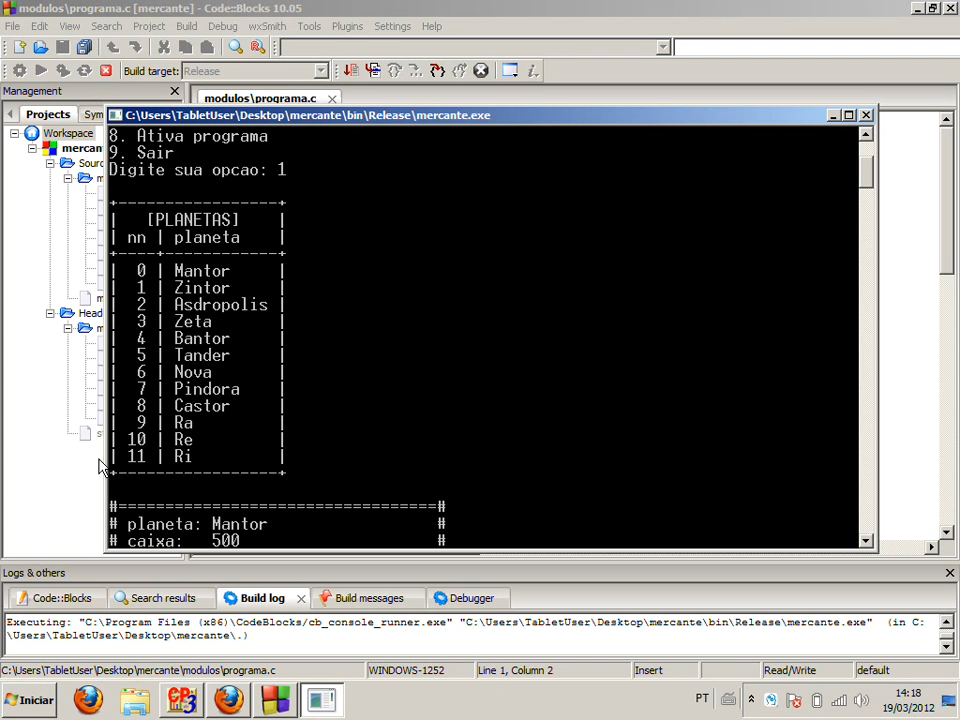 modulos\programa.c [mercante] - Code::Blocks 10.05
File Edit View Search Project Build Debug wxSmith Tools Plugins Settings Help
Build target: Release
Management
modulos\programa.c
Projects Sym
Workspace
mercan
Sourc
m
m
Head
m
s
C:\Users\TabletUser\Desktop\mercante\bin\Release\mercante.exe
8. Ativa programa
9. Sair
Digite sua opcao: 1
+-----------------+
| [PLANETAS] |
| nn | planeta |
+----+------------+
| 0 | Mantor |
| 1 | Zintor |
| 2 | Asdropolis |
| 3 | Zeta |
| 4 | Bantor |
| 5 | Tander |
| 6 | Nova |
| 7 | Pindora |
| 8 | Castor |
| 9 | Ra |
| 10 | Re |
| 11 | Ri |
+-----------------+
#==================================#
# planeta: Mantor #
# caixa: 500 #
Logs & others
Code::Blocks Search results Build log Build messages Debugger
Executing: "C:\Program Files (x86)\CodeBlocks/cb_console_runner.exe" "C:\Users\TabletUser\Desktop\mercante\bin\Release\mercante.exe" (in C:
\Users\TabletUser\Desktop\mercante\.)
C:\Users\TabletUser\Desktop\mercante\modulos\programa.c WINDOWS-1252 Line 1, Column 2 Insert Read/Write default
Iniciar PT 14:18
19/03/2012